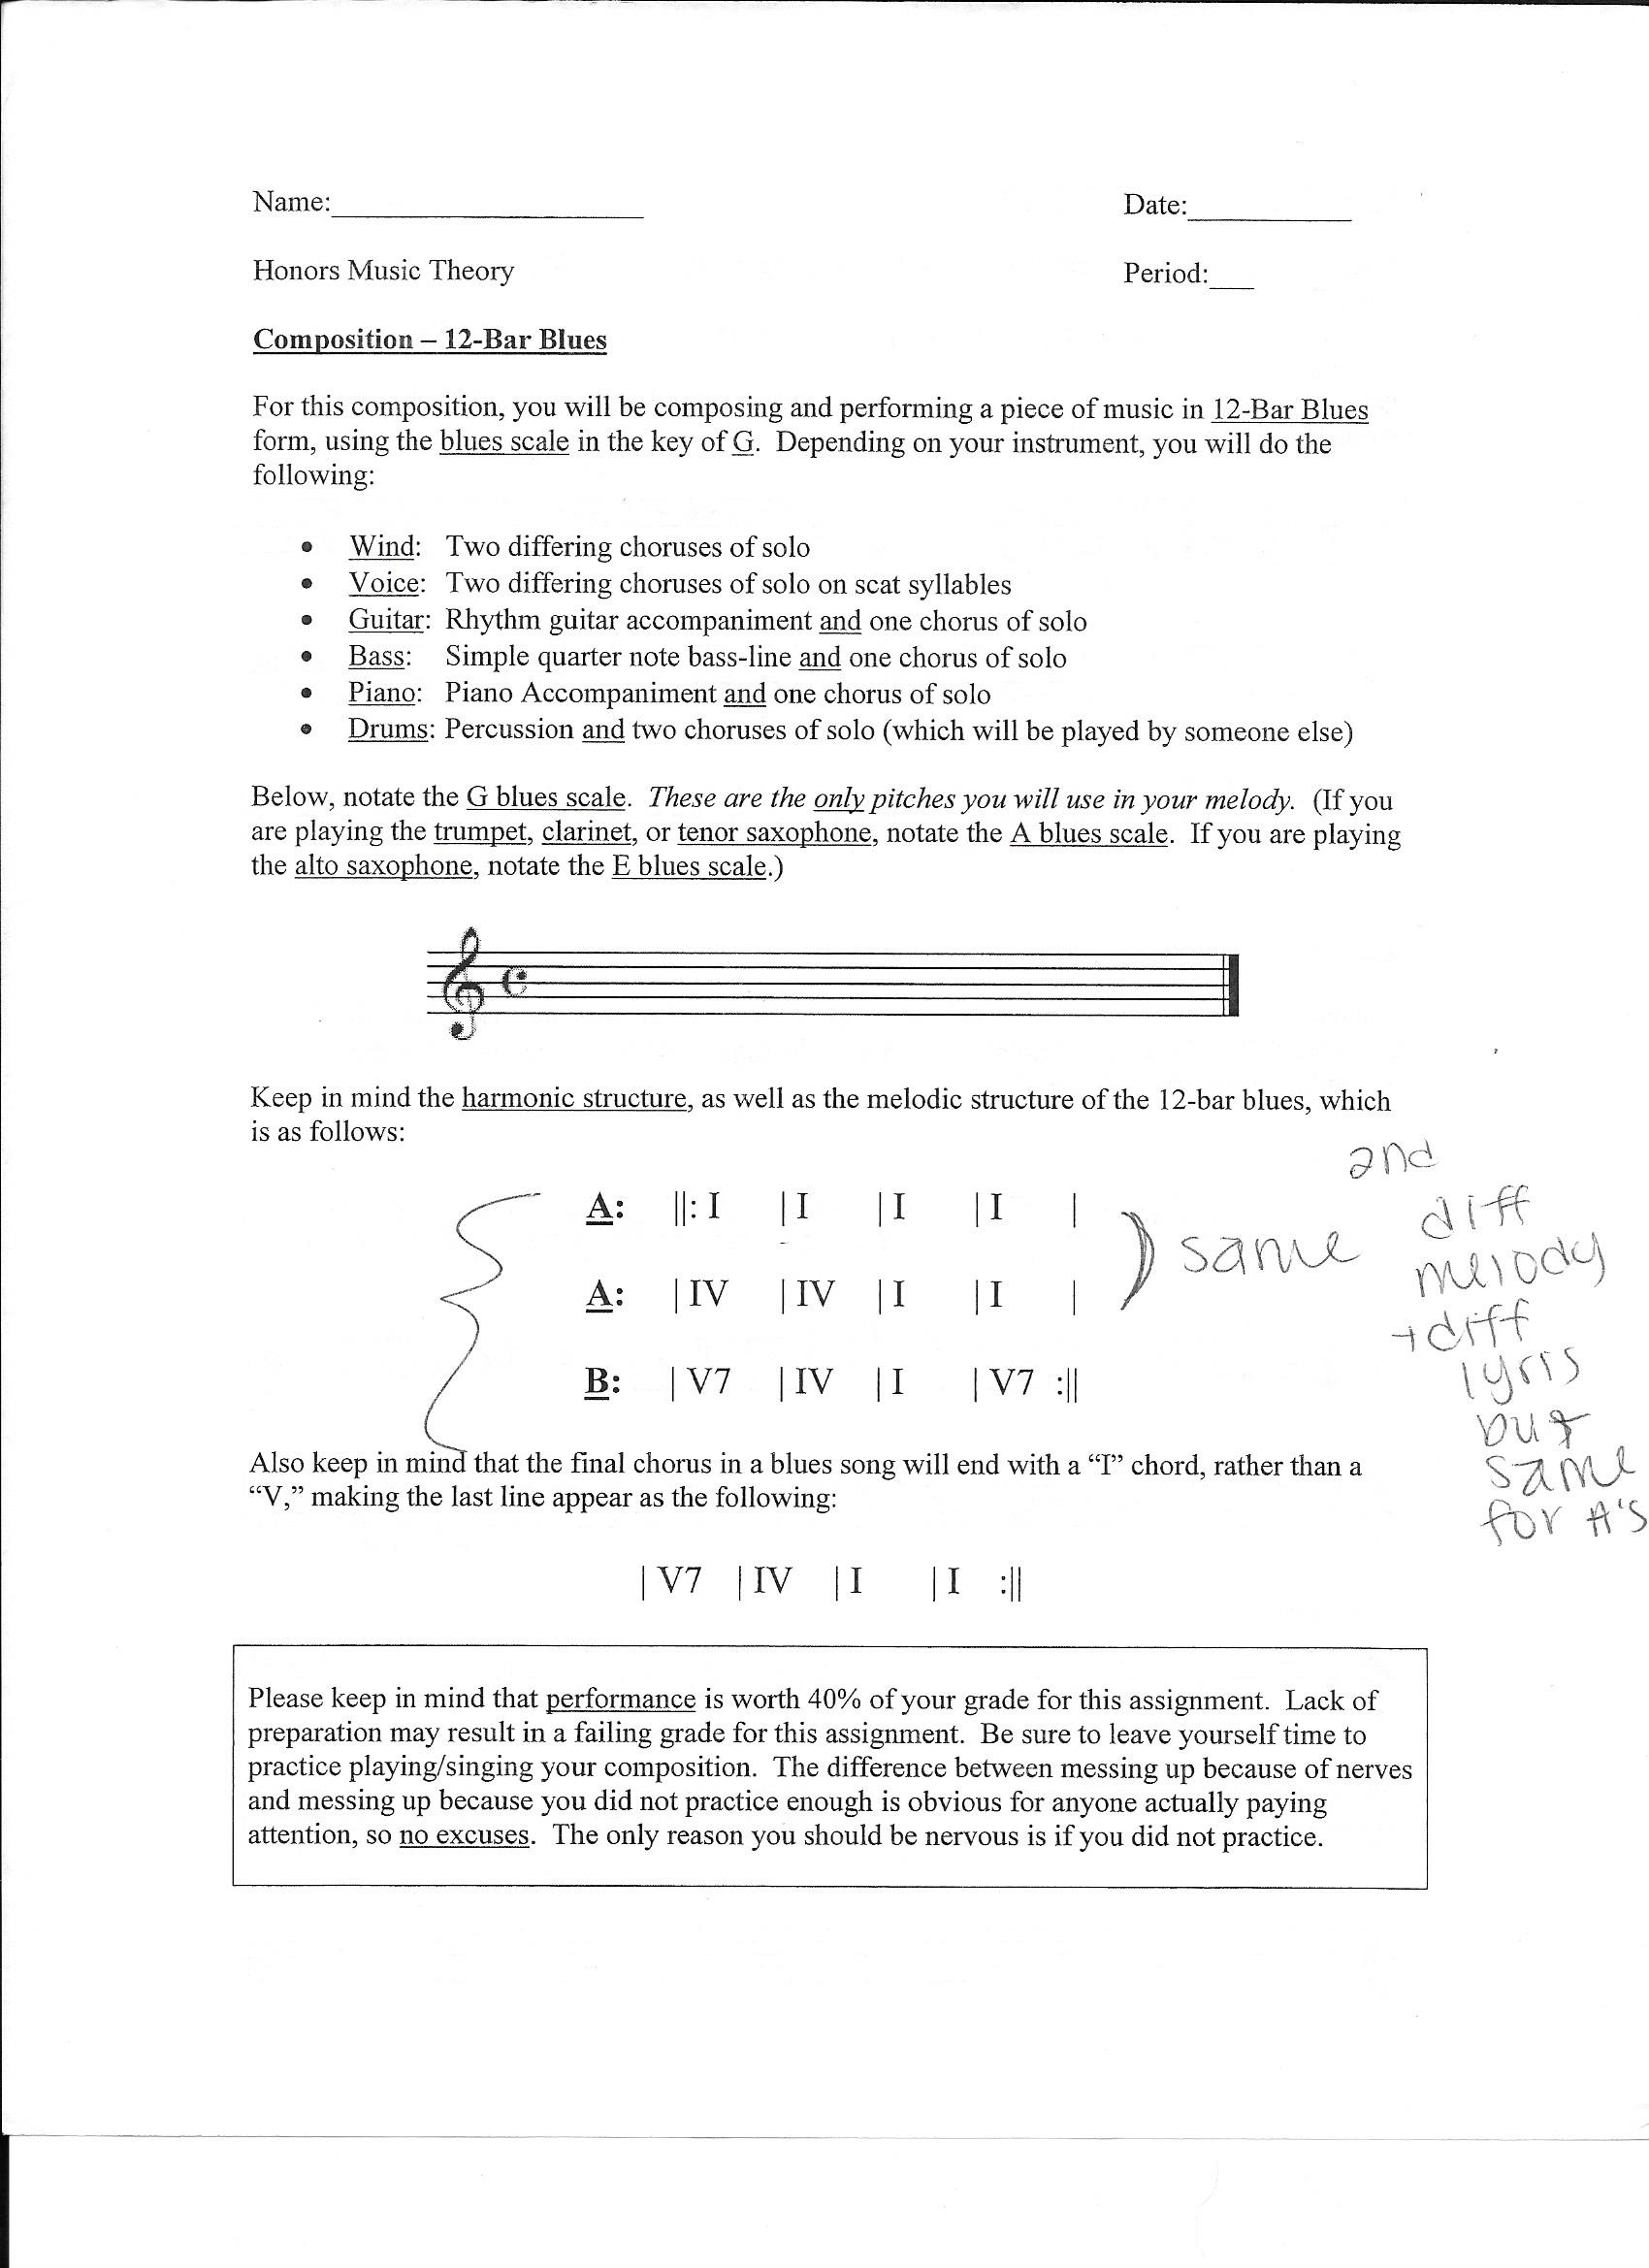 Name:____________________ Date:___________
Honors Music Theory Period:___
Composition – 12-Bar Blues
For this composition, you will be composing and performing a piece of music in 12-Bar Blues
form, using the blues scale in the key of G. Depending on your instrument, you will do the
following:
• Wind: Two differing choruses of solo
• Voice: Two differing choruses of solo on scat syllables
• Guitar: Rhythm guitar accompaniment and one chorus of solo
• Bass: Simple quarter note bass-line and one chorus of solo
• Piano: Piano Accompaniment and one chorus of solo
• Drums: Percussion and two choruses of solo (which will be played by someone else)
Below, notate the G blues scale. These are the only pitches you will use in your melody. (If you
are playing the trumpet, clarinet, or tenor saxophone, notate the A blues scale. If you are playing
the alto saxophone, notate the E blues scale.)
Keep in mind the harmonic structure, as well as the melodic structure of the 12-bar blues, which
is as follows:
A: ||: I | I | I | I |
A: | IV | IV | I | I |
B: | V7 | IV | I | V7 :||
same
2nd
diff
melody
+ diff
lyris
but
same
for A's
Also keep in mind that the final chorus in a blues song will end with a “I” chord, rather than a
“V,” making the last line appear as the following:
| V7 | IV | I | I :||
Please keep in mind that performance is worth 40% of your grade for this assignment. Lack of
preparation may result in a failing grade for this assignment. Be sure to leave yourself time to
practice playing/singing your composition. The difference between messing up because of nerves
and messing up because you did not practice enough is obvious for anyone actually paying
attention, so no excuses. The only reason you should be nervous is if you did not practice.